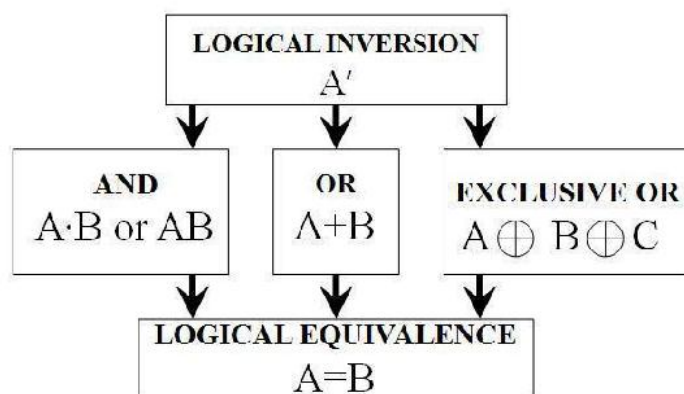 LOGICAL INVERSION
A'
AND
A·B or AB
OR
A+B
EXCLUSIVE OR
A ⊕ B ⊕ C
LOGICAL EQUIVALENCE
A=B